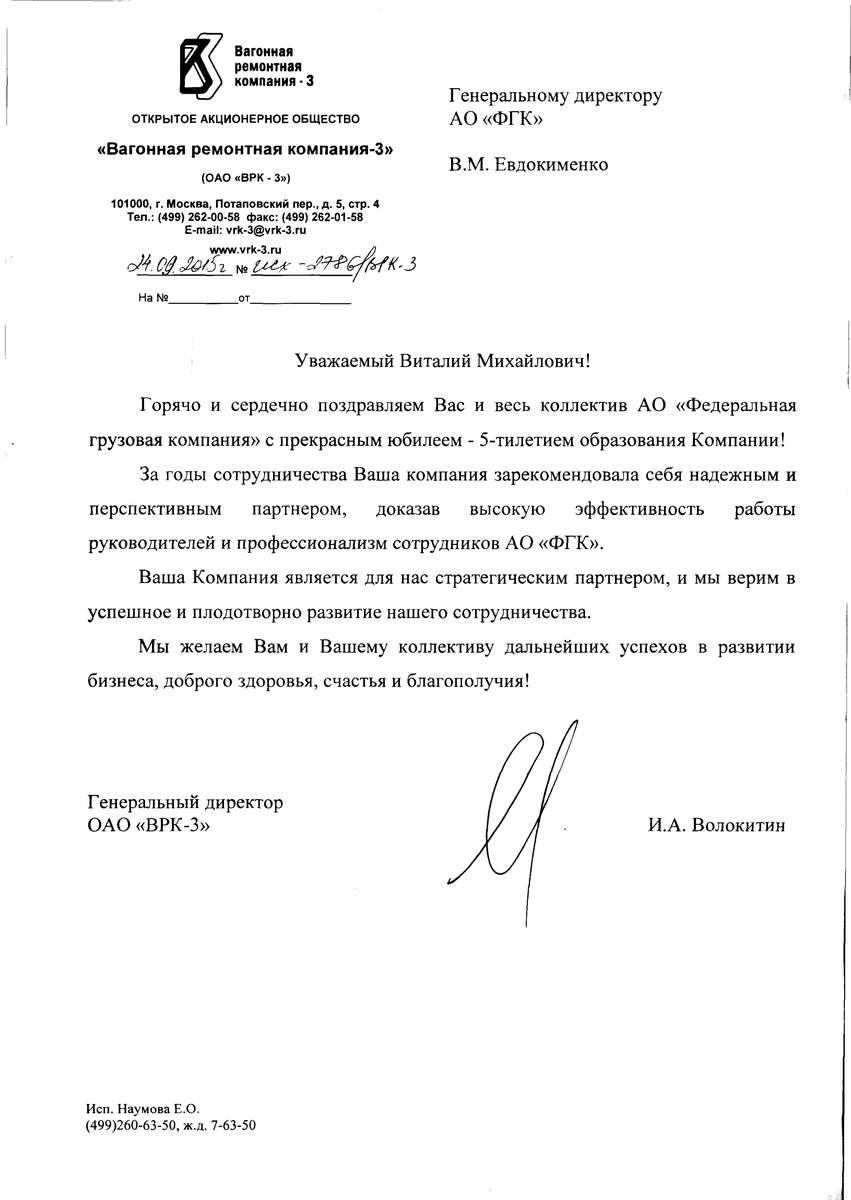 Вагонная
ремонтная
компания - 3
ОТКРЫТОЕ АКЦИОНЕРНОЕ ОБЩЕСТВО
«Вагонная ремонтная компания-3»
(ОАО «ВРК - 3»)
101000, г. Москва, Потаповский пер., д. 5, стр. 4
Тел.: (499) 262-00-58 факс: (499) 262-01-58
E-mail: vrk-3@vrk-3.ru
www.vrk-3.ru
24.09.2015г № исх-2786/ВРК-3
На №__________от_______________
Генеральному директору
АО «ФГК»
В.М. Евдокименко
Уважаемый Виталий Михайлович!
Горячо и сердечно поздравляем Вас и весь коллектив АО «Федеральная
грузовая компания» с прекрасным юбилеем - 5-тилетием образования Компании!
За годы сотрудничества Ваша компания зарекомендовала себя надежным и
перспективным партнером, доказав высокую эффективность работы
руководителей и профессионализм сотрудников АО «ФГК».
Ваша Компания является для нас стратегическим партнером, и мы верим в
успешное и плодотворно развитие нашего сотрудничества.
Мы желаем Вам и Вашему коллективу дальнейших успехов в развитии
бизнеса, доброго здоровья, счастья и благополучия!
Генеральный директор
ОАО «ВРК-3»
И.А. Волокитин
Исп. Наумова Е.О.
(499)260-63-50, ж.д. 7-63-50